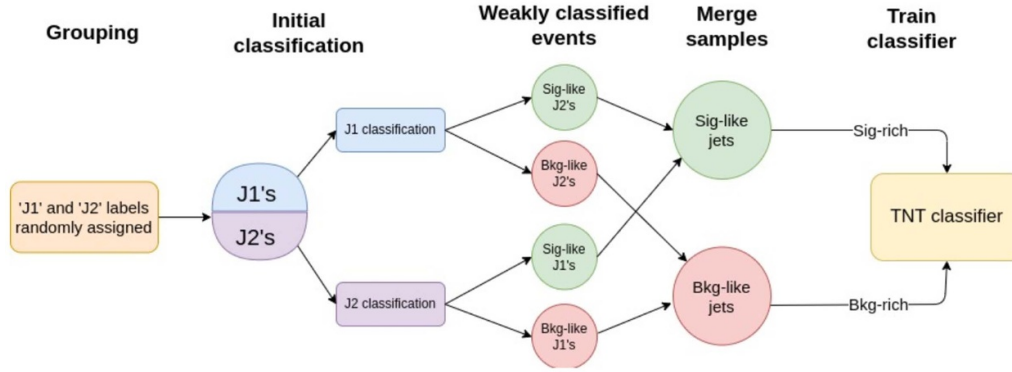 Grouping
Initial
classification
Weakly classified
events
Merge
samples
Train
classifier
'J1' and 'J2' labels
randomly assigned
J1's
J2's
J1 classification
J2 classification
Sig-like
J2's
Bkg-like
J2's
Sig-like
J1's
Bkg-like
J1's
Sig-like
jets
Bkg-like
jets
Sig-rich
Bkg-rich
TNT classifier